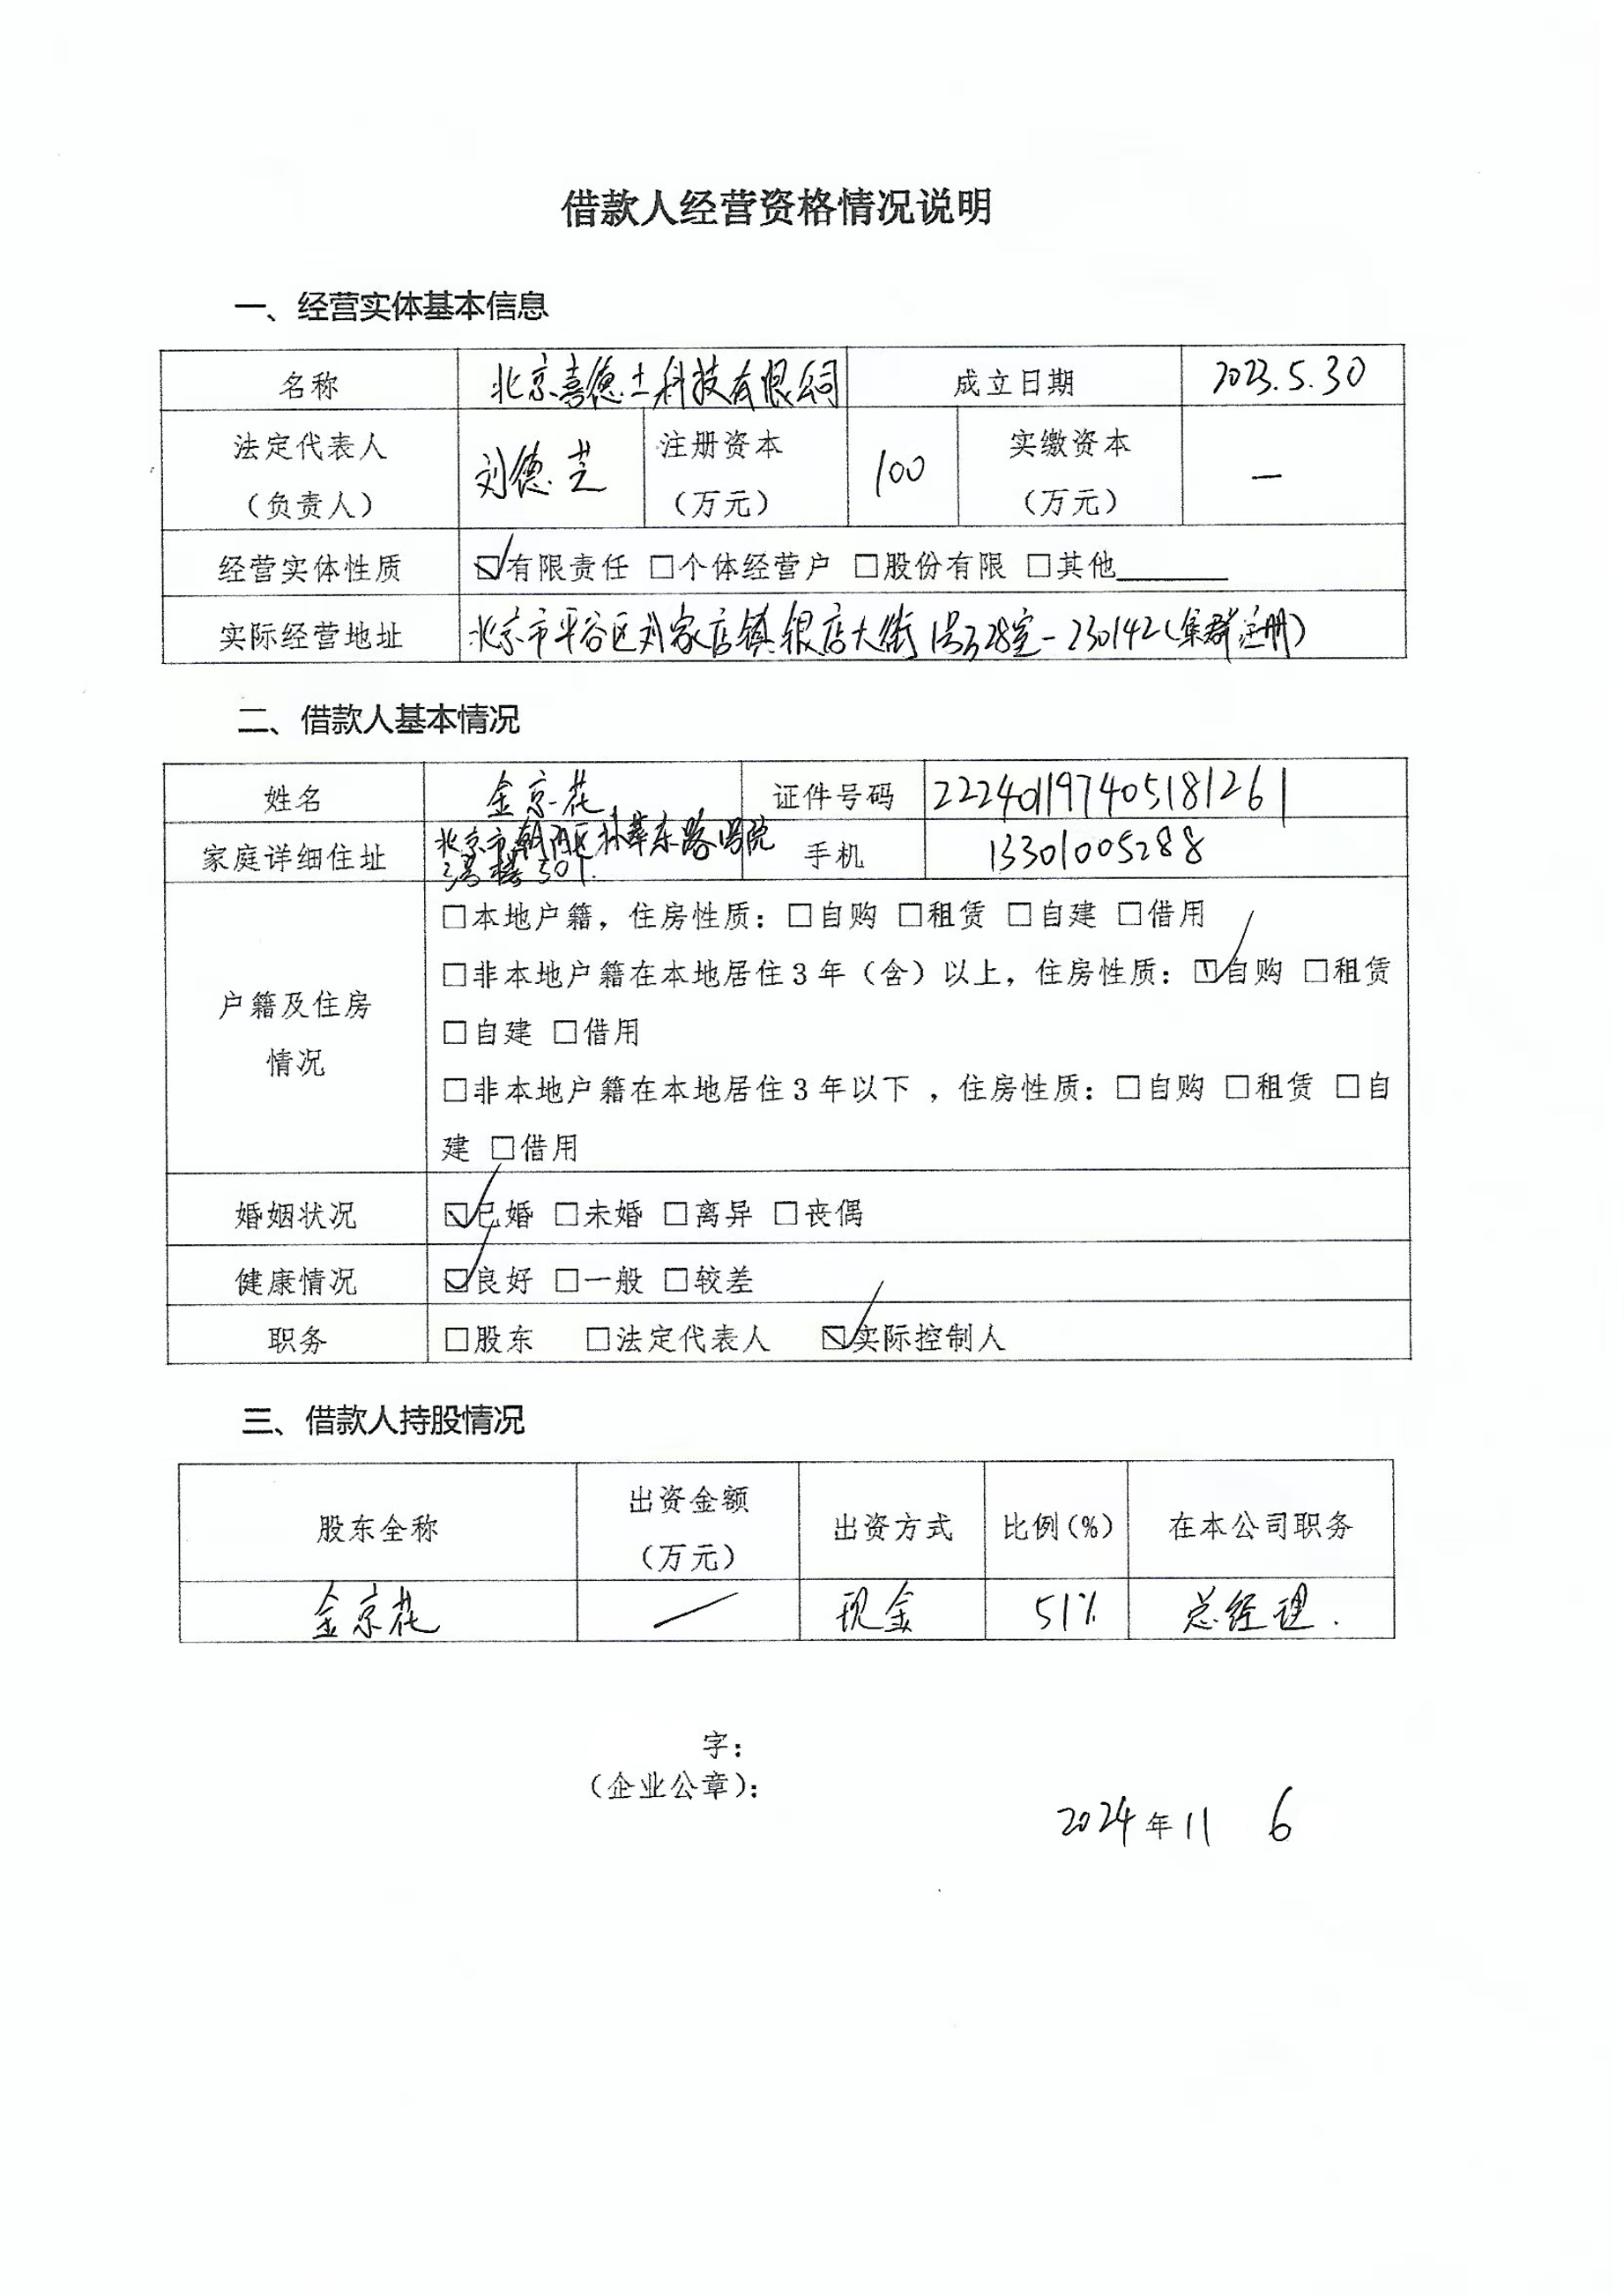 借款人经营资格情况说明
一、经营实体基本信息
名称 北京喜德士科技有限公司 成立日期 2023.5.30
法定代表人（负责人） 刘德芝 注册资本（万元） 100 实缴资本（万元） —
经营实体性质 ☑有限责任 □个体经营户 □股份有限 □其他______
实际经营地址 北京市平谷区刘家店镇银店大街1号328室-230142(集群注册)
二、借款人基本情况
姓名 金京花 证件号码 222401197405181261
家庭详细住址 北京市朝阳区林萃东路1号院 手机 13301005288
3号楼501.
户籍及住房情况
□本地户籍，住房性质：□自购 □租赁 □自建 □借用
□非本地户籍在本地居住3年（含）以上，住房性质：☑自购 □租赁
□自建 □借用
□非本地户籍在本地居住3年以下，住房性质：□自购 □租赁 □自
建 □借用
婚姻状况 ☑已婚 □未婚 □离异 □丧偶
健康情况 ☑良好 □一般 □较差
职务 □股东 □法定代表人 ☑实际控制人
三、借款人持股情况
股东全称 出资金额（万元） 出资方式 比例(%) 在本公司职务
金京花 — 现金 51% 总经理.
字：
（企业公章）：
2024年11 6